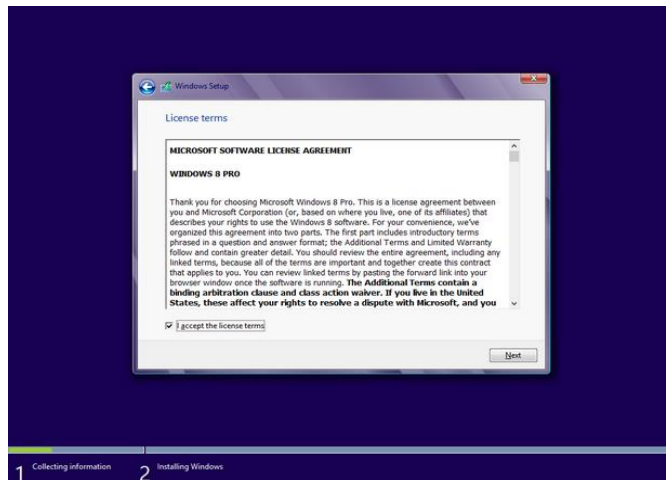 Windows Setup
License terms
MICROSOFT SOFTWARE LICENSE AGREEMENT
WINDOWS 8 PRO
Thank you for choosing Microsoft Windows 8 Pro. This is a license agreement between
you and Microsoft Corporation (or, based on where you live, one of its affiliates) that
describes your rights to use the Windows 8 software. For your convenience, we've
organized this agreement into two parts. The first part includes introductory terms
phrased in a question and answer format; the Additional Terms and Limited Warranty
follow and contain greater detail. You should review the entire agreement, including any
linked terms, because all of the terms are important and together create this contract
that applies to you. You can review linked terms by pasting the forward link into your
browser window once the software is running. The Additional Terms contain a
binding arbitration clause and class action waiver. If you live in the United
States, these affect your rights to resolve a dispute with Microsoft, and you
I accept the license terms
Next
1 Collecting information 2 Installing Windows